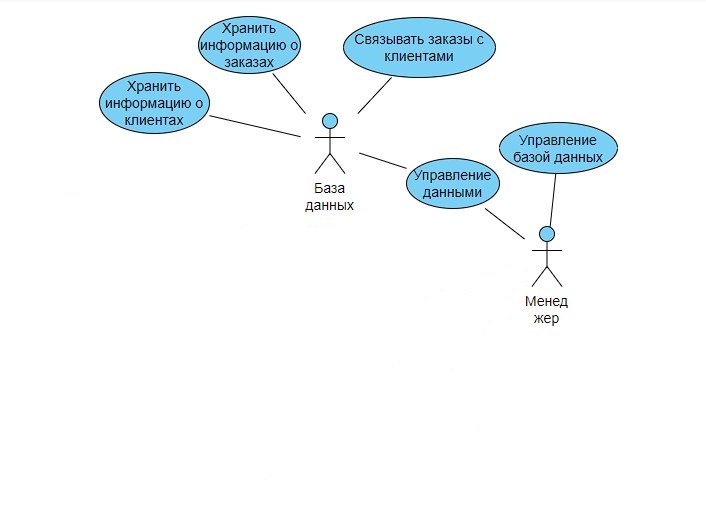 Хранить
информацию о
заказах
Связывать заказы с
клиентами
Хранить
информацию о
клиентах
Управление
базой данных
База
данных
Управление
данными
Менед
жер